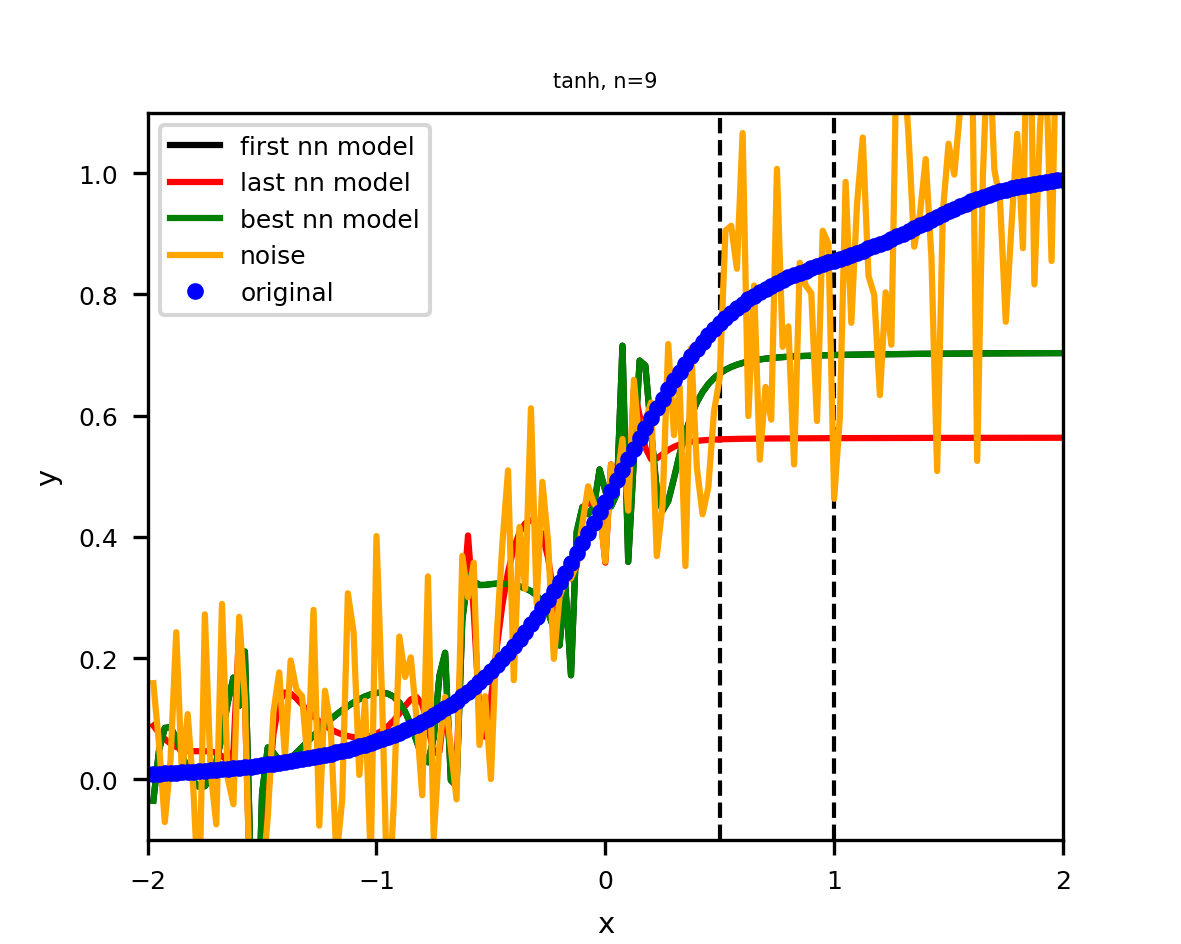 tanh, n=9
first nn model
last nn model
best nn model
noise
original
1.0
0.8
0.6
0.4
0.2
0.0
y
−2
−1
0
1
2
x